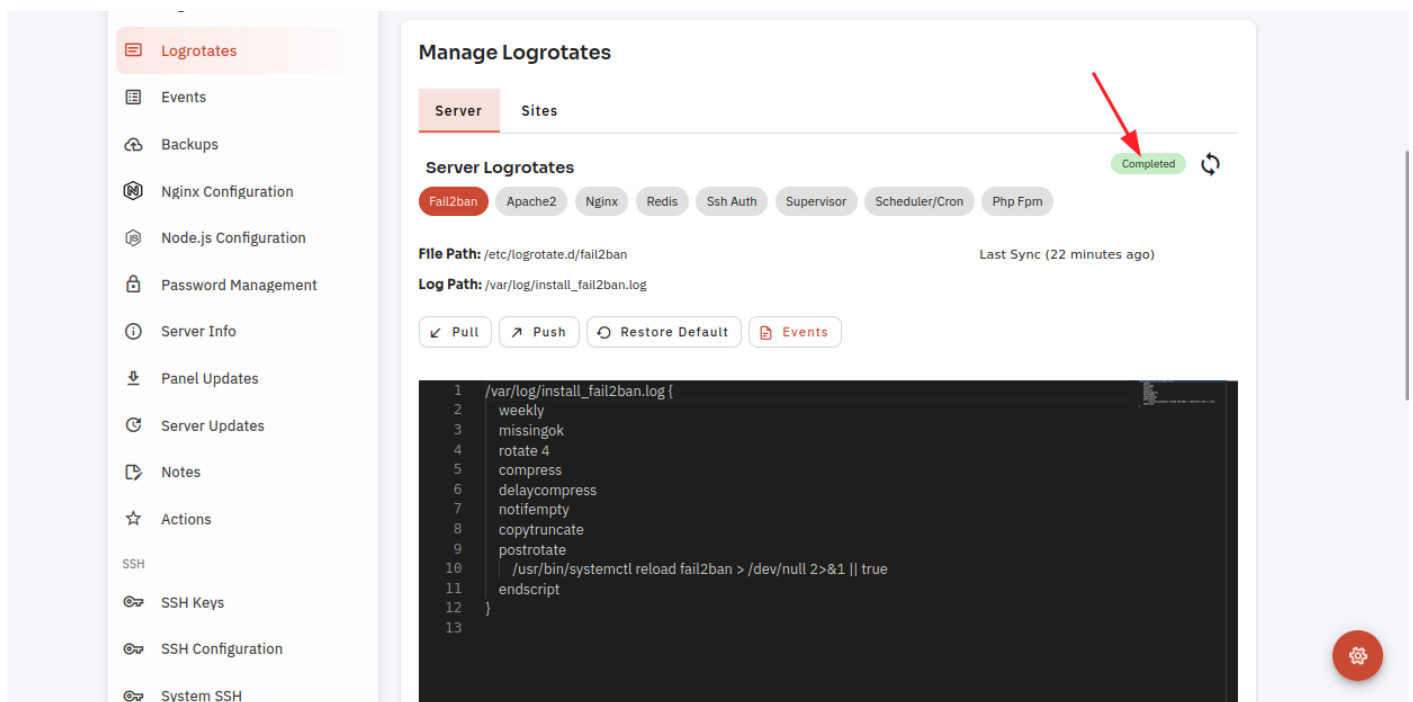 Logrotates
Events
Backups
Nginx Configuration
Node.js Configuration
Password Management
Server Info
Panel Updates
Server Updates
Notes
Actions
SSH
SSH Keys
SSH Configuration
System SSH
Manage Logrotates
Server Sites
Server Logrotates
Completed
Fail2ban Apache2 Nginx Redis Ssh Auth Supervisor Scheduler/Cron Php Fpm
File Path: /etc/logrotate.d/fail2ban
Last Sync (22 minutes ago)
Log Path: /var/log/install_fail2ban.log
Pull Push Restore Default Events
1 /var/log/install_fail2ban.log {
2 weekly
3 missingok
4 rotate 4
5 compress
6 delaycompress
7 notifempty
8 copytruncate
9 postrotate
10 /usr/bin/systemctl reload fail2ban > /dev/null 2>&1 || true
11 endscript
12 }
13